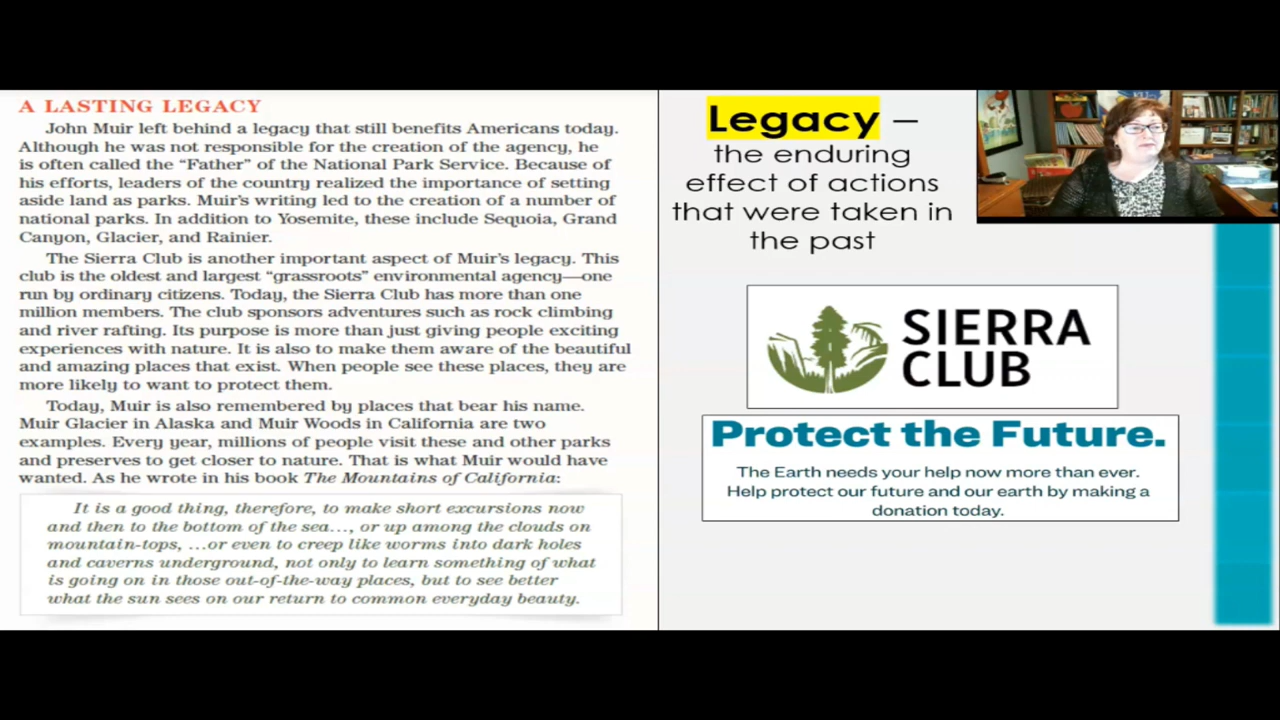 A LASTING LEGACY
John Muir left behind a legacy that still benefits Americans today.
Although he was not responsible for the creation of the agency, he
is often called the “Father” of the National Park Service. Because of
his efforts, leaders of the country realized the importance of setting
aside land as parks. Muir’s writing led to the creation of a number of
national parks. In addition to Yosemite, these include Sequoia, Grand
Canyon, Glacier, and Rainier.
The Sierra Club is another important aspect of Muir’s legacy. This
club is the oldest and largest “grassroots” environmental agency—one
run by ordinary citizens. Today, the Sierra Club has more than one
million members. The club sponsors adventures such as rock climbing
and river rafting. Its purpose is more than just giving people exciting
experiences with nature. It is also to make them aware of the beautiful
and amazing places that exist. When people see these places, they are
more likely to want to protect them.
Today, Muir is also remembered by places that bear his name.
Muir Glacier in Alaska and Muir Woods in California are two
examples. Every year, millions of people visit these and other parks
and preserves to get closer to nature. That is what Muir would have
wanted. As he wrote in his book The Mountains of California:
It is a good thing, therefore, to make short excursions now
and then to the bottom of the sea…, or up among the clouds on
mountain-tops, …or even to creep like worms into dark holes
and caverns underground, not only to learn something of what
is going on in those out-of-the-way places, but to see better
what the sun sees on our return to common everyday beauty.
Legacy –
the enduring
effect of actions
that were taken in
the past
SIERRA
CLUB
Protect the Future.
The Earth needs your help now more than ever.
Help protect our future and our earth by making a
donation today.